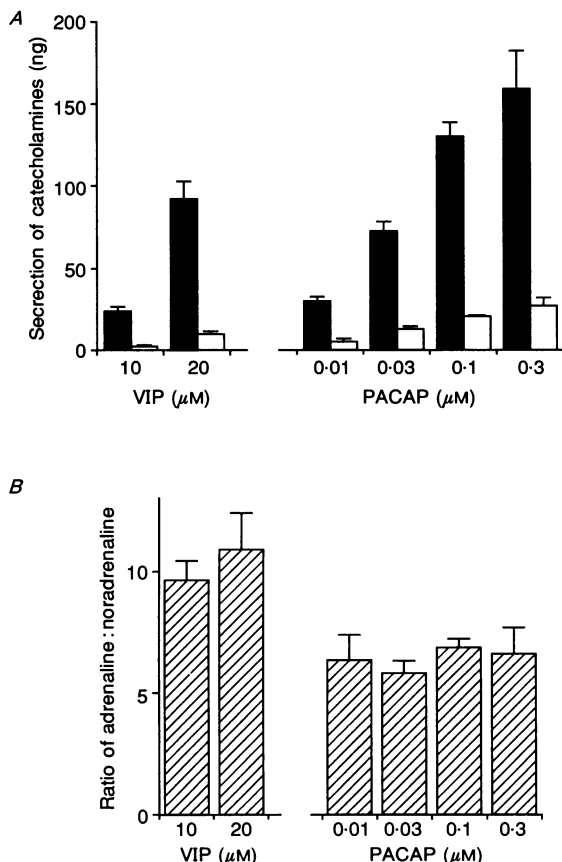 A
200
150
100
50
0
Secrection of catecholamines (ng)
10 20 0·01 0·03 0·1 0·3
VIP (μM) PACAP (μM)
B
10
5
0
Ratio of adrenaline : noradrenaline
10 20 0·01 0·03 0·1 0·3
VIP (μM) PACAP (μM)